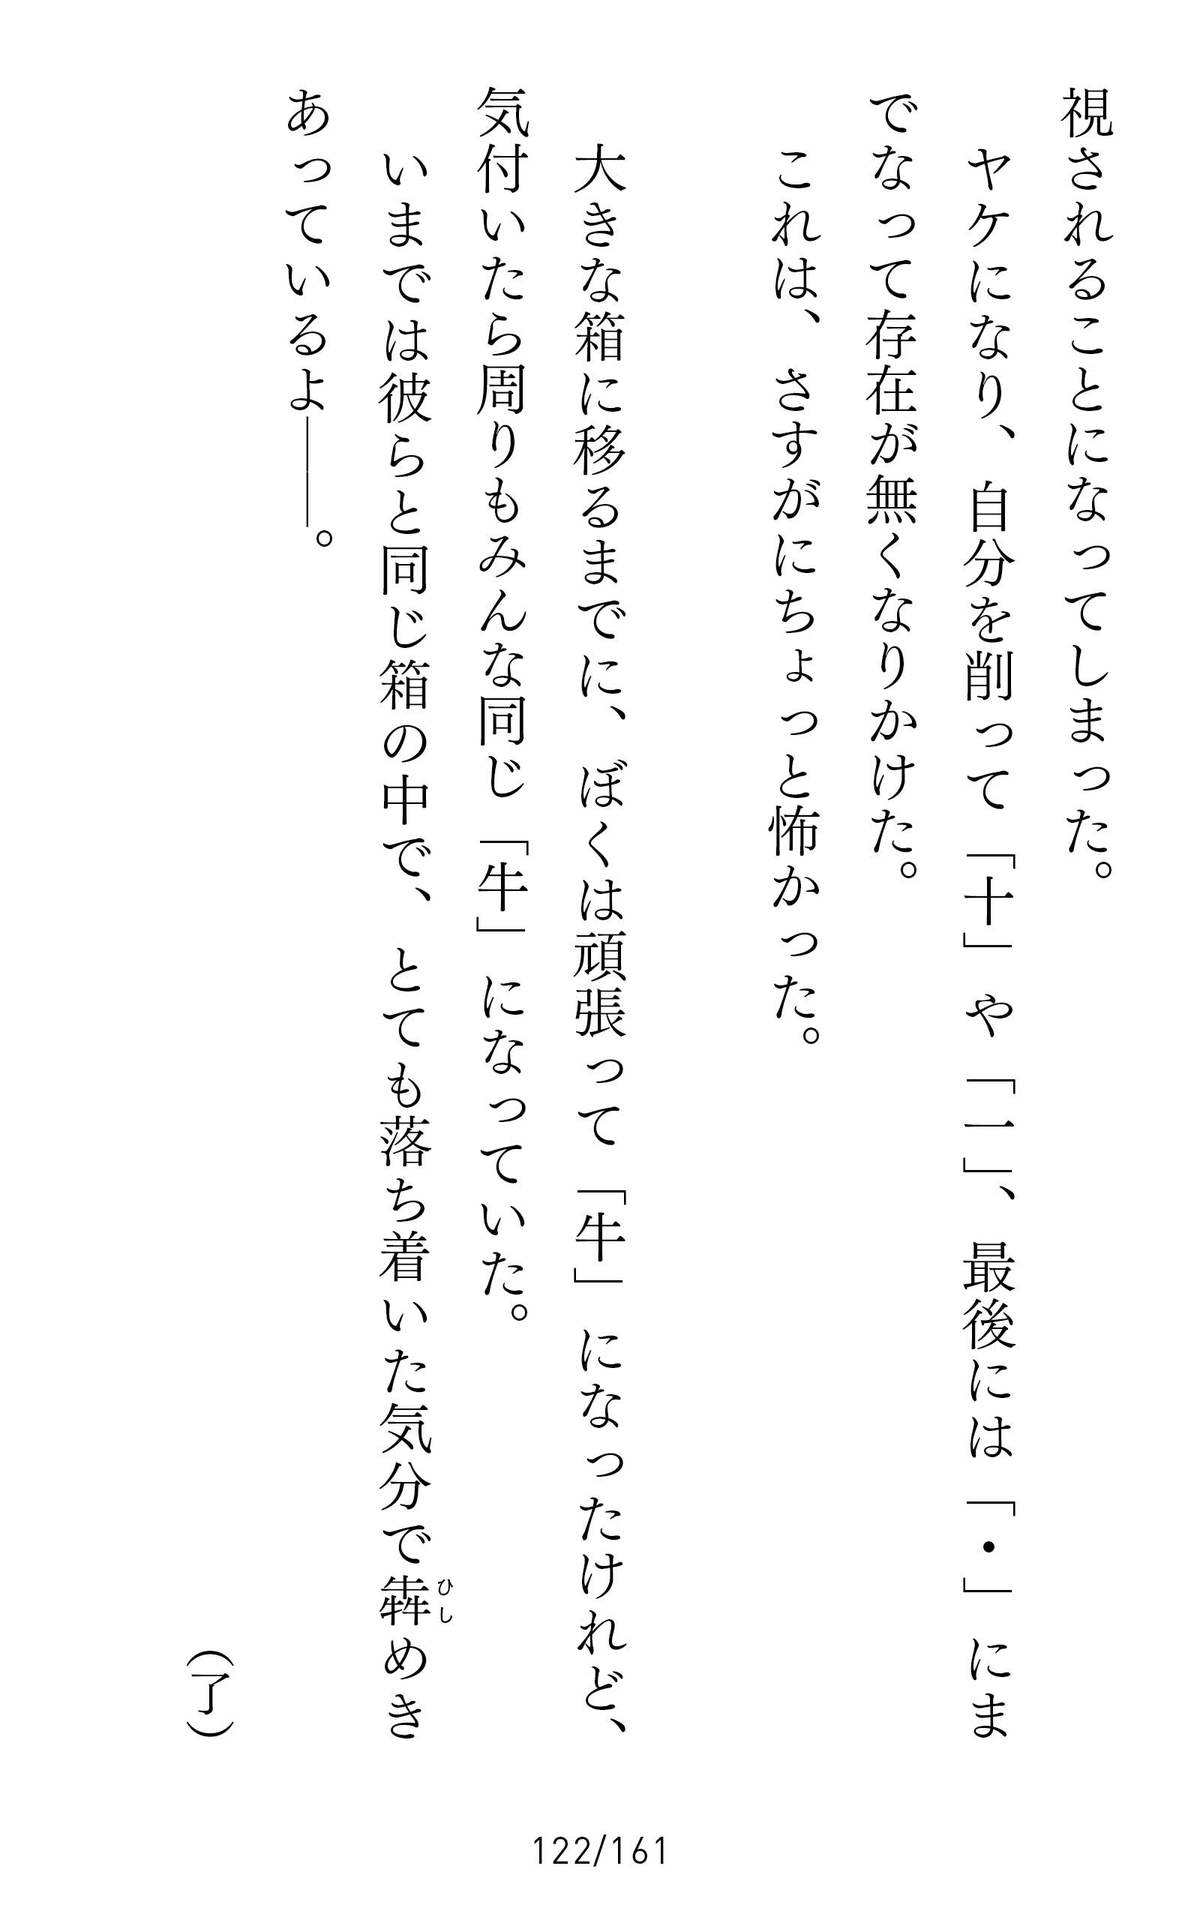 視されることになってしまった。
ヤケになり、自分を削って「十」や「一」、最後には「・」にま
でなって存在が無くなりかけた。
これは、さすがにちょっと怖かった。
大きな箱に移るまでに、ぼくは頑張って「牛」になったけれど、
気付いたら周りもみんな同じ「牛」になっていた。
いまでは彼らと同じ箱の中で、とても落ち着いた気分で犇めき
ひし
あっているよ――。
(了)
122/161